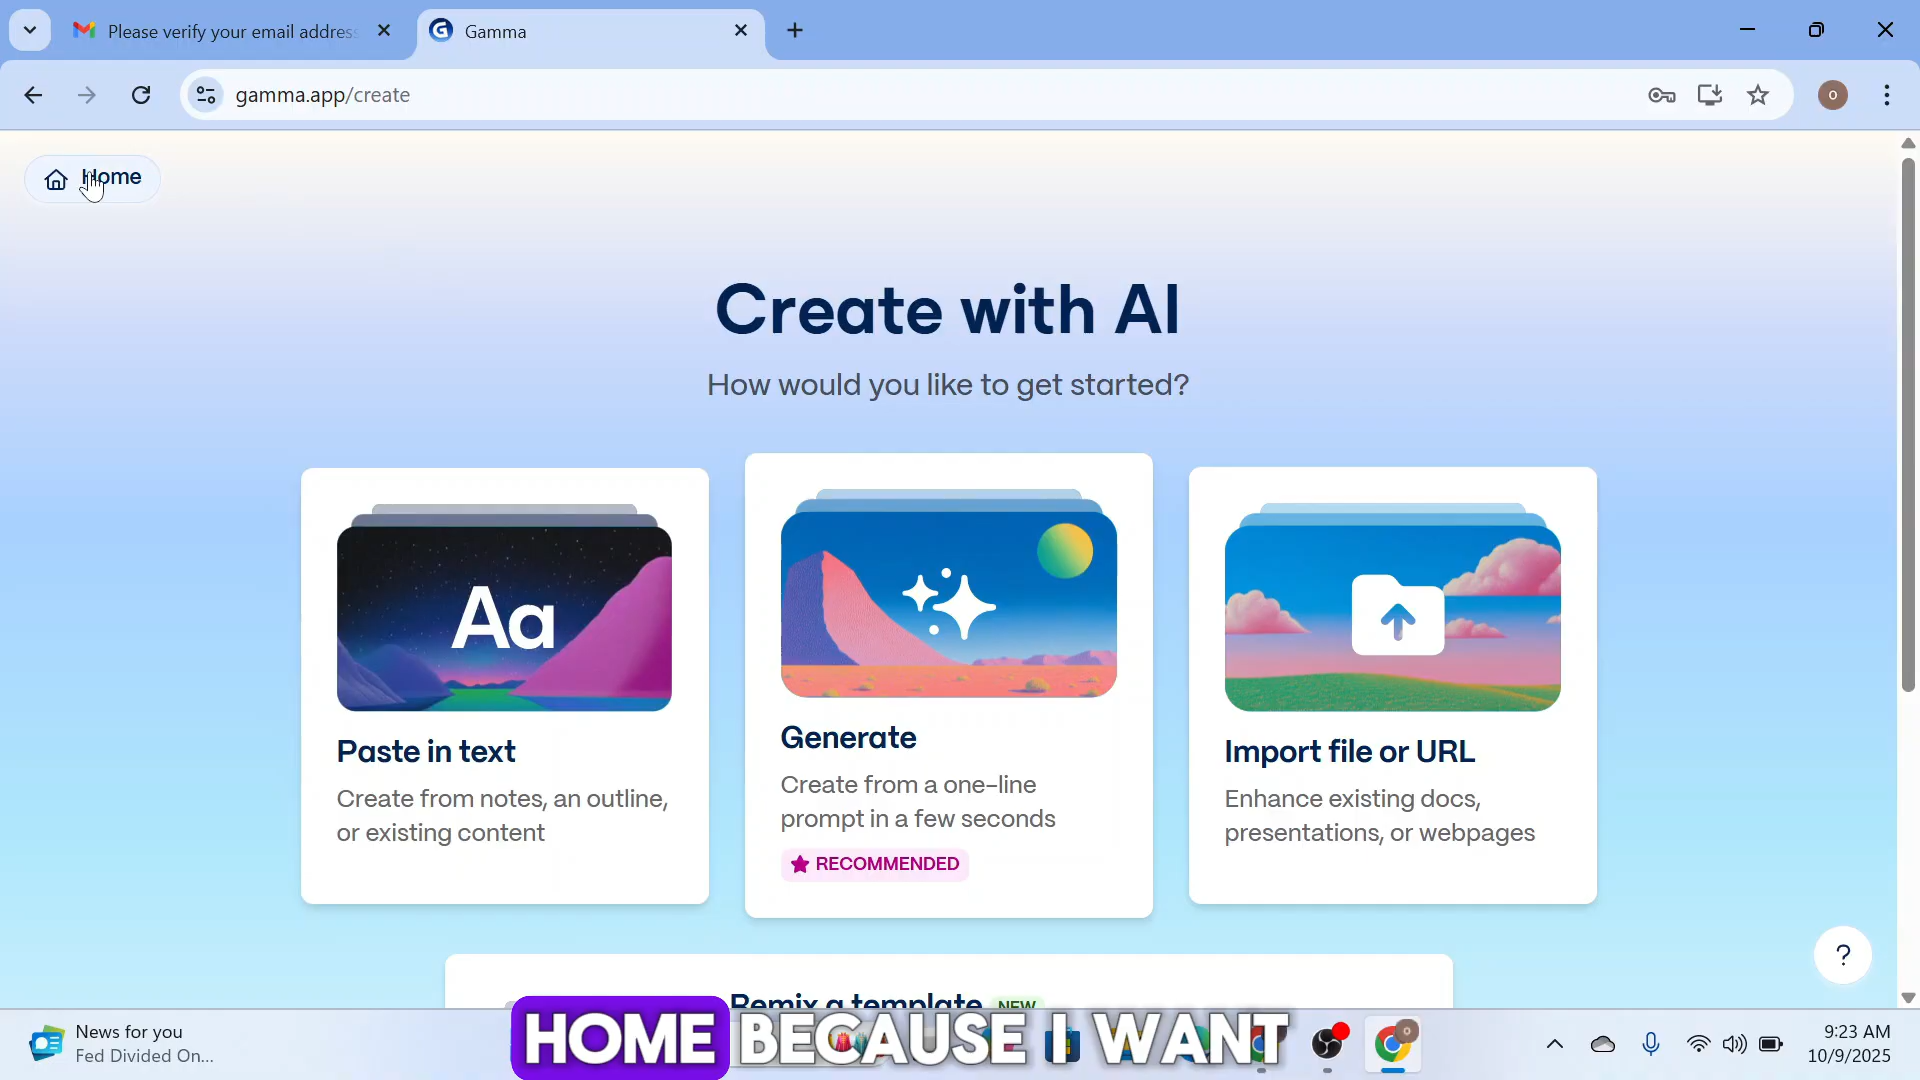 Please verify your email address
Gamma
gamma.app/create
O
Home
Create with AI
How would you like to get started?
Aa
Paste in text
Create from notes, an outline,
or existing content
Generate
Create from a one-line
prompt in a few seconds
RECOMMENDED
Import file or URL
Enhance existing docs,
presentations, or webpages
?
Remix a template NEW
HOME BECAUSE I WANT
News for you
Fed Divided On...
9:23 AM
10/9/2025